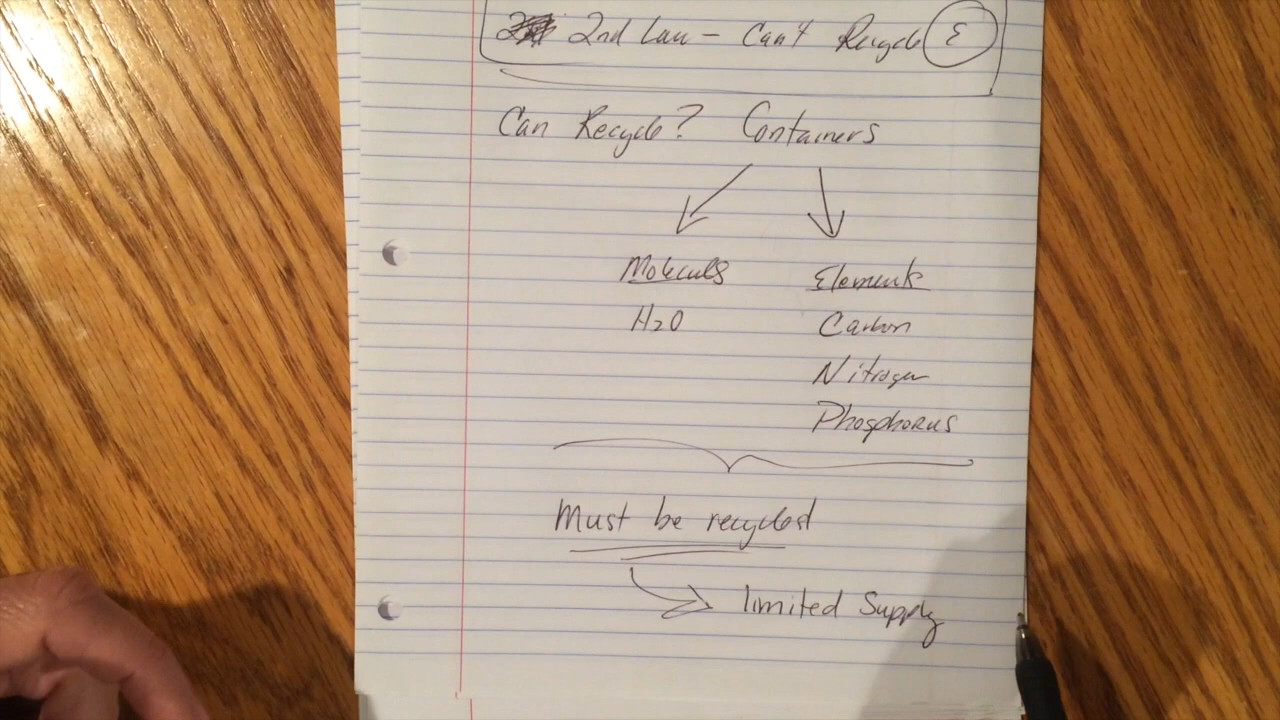 2nd Law - Can't Recycle E
Can Recycle? Containers
Molecules Elements
H2O Carbon
Nitrogen
Phosphorus
Must be recycled
limited Supply